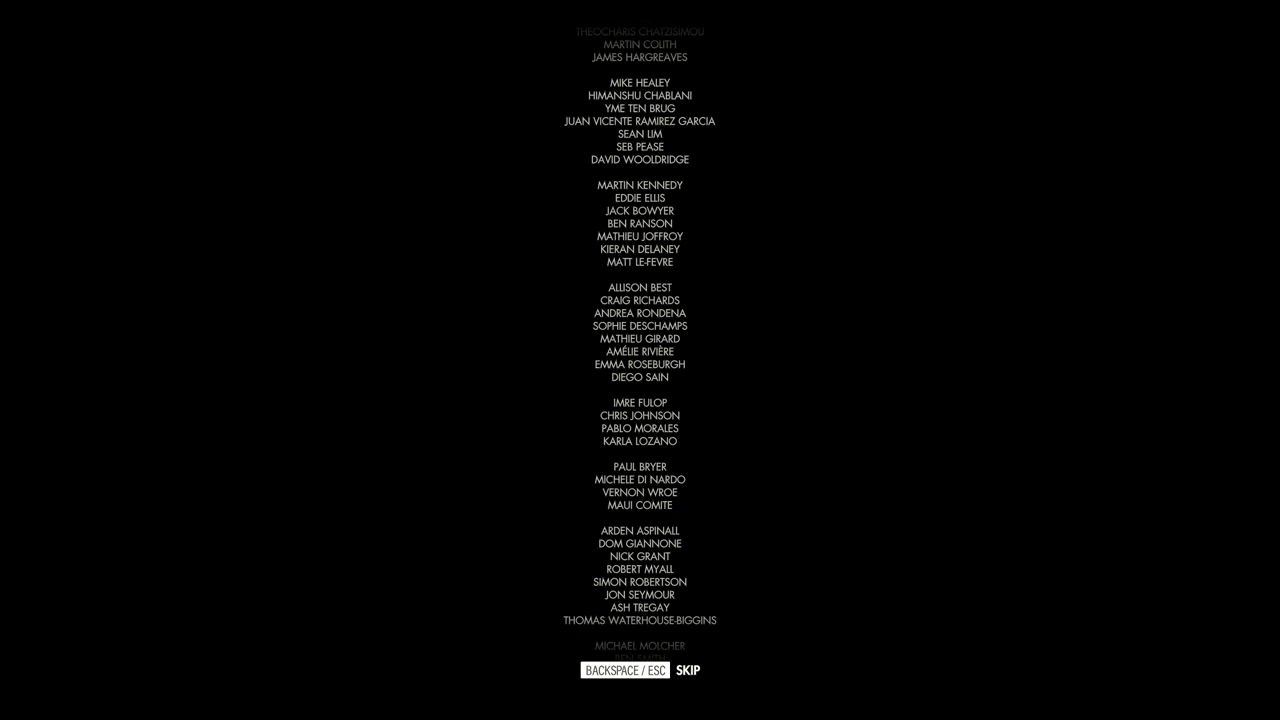 THEOCHARIS CHATZISIMOU
MARTIN COLITH
JAMES HARGREAVES
MIKE HEALEY
HIMANSHU CHABLANI
YME TEN BRUG
JUAN VICENTE RAMIREZ GARCIA
SEAN LIM
SEB PEASE
DAVID WOOLDRIDGE
MARTIN KENNEDY
EDDIE ELLIS
JACK BOWYER
BEN RANSON
MATHIEU JOFFROY
KIERAN DELANEY
MATT LE-FEVRE
ALLISON BEST
CRAIG RICHARDS
ANDREA RONDENA
SOPHIE DESCHAMPS
MATHIEU GIRARD
AMÉLIE RIVIÈRE
EMMA ROSEBURGH
DIEGO SAIN
IMRE FULOP
CHRIS JOHNSON
PABLO MORALES
KARLA LOZANO
PAUL BRYER
MICHELE DI NARDO
VERNON WROE
MAUI COMITE
ARDEN ASPINALL
DOM GIANNONE
NICK GRANT
ROBERT MYALL
SIMON ROBERTSON
JON SEYMOUR
ASH TREGAY
THOMAS WATERHOUSE-BIGGINS
MICHAEL MOLCHER
BEN SMITH
BACKSPACE / ESC SKIP